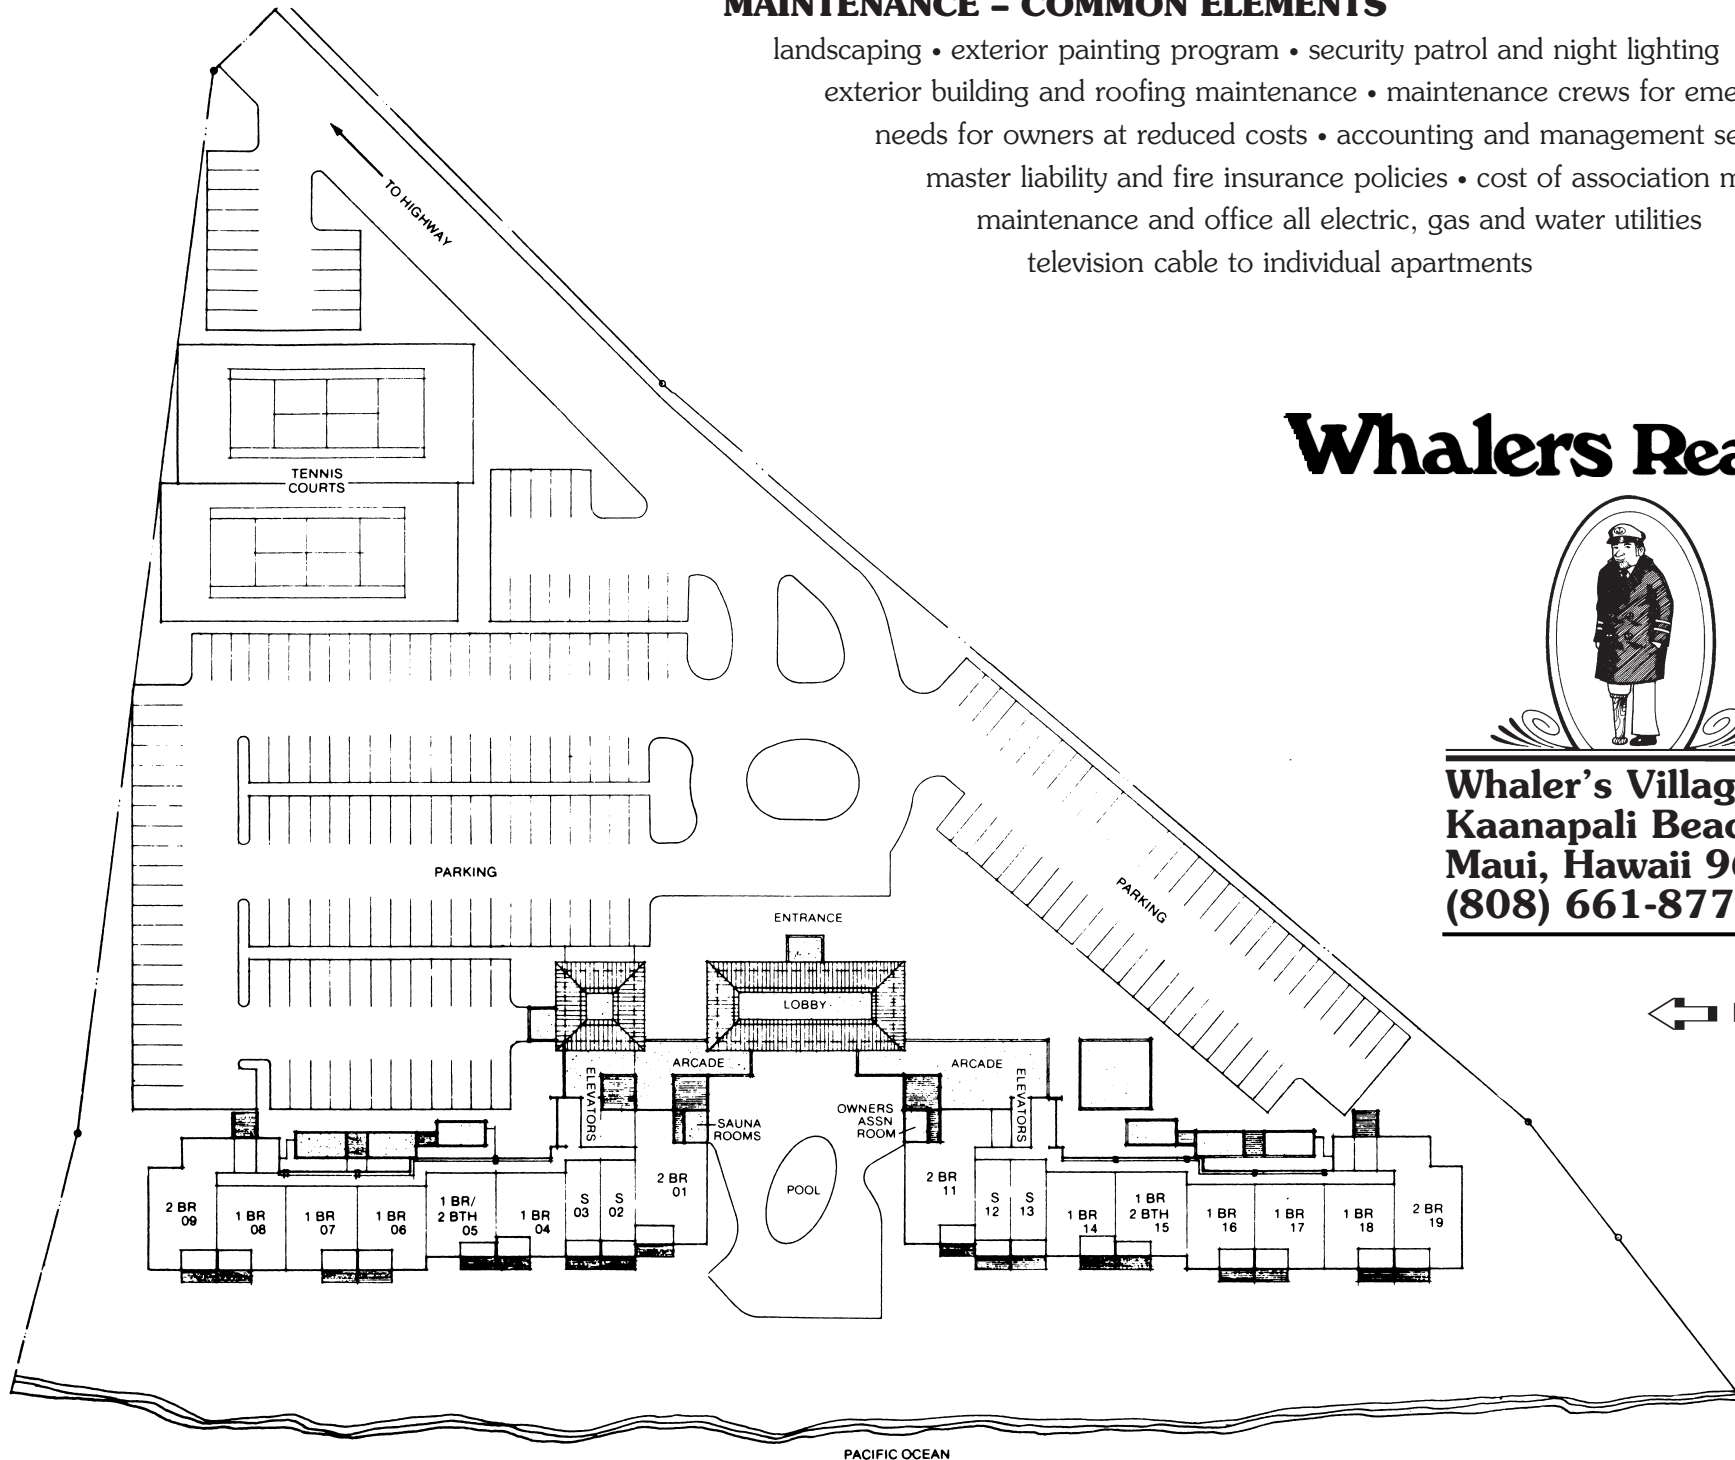 MAINTENANCE – COMMON ELEMENTS
landscaping • exterior painting program • security patrol and night lighting
exterior building and roofing maintenance • maintenance crews for eme
needs for owners at reduced costs • accounting and management se
master liability and fire insurance policies • cost of association m
maintenance and office all electric, gas and water utilities
television cable to individual apartments
TO HIGHWAY
Whalers Rea
TENNIS
COURTS
Whaler's Villag
Kaanapali Beac
Maui, Hawaii 96
(808) 661-877
PARKING
PARKING
ENTRANCE
LOBBY
ARCADE
ARCADE
ELEVATORS
ELEVATORS
SAUNA
ROOMS
OWNERS
ASSN
ROOM
POOL
2 BR
09
1 BR
08
1 BR
07
1 BR
06
1 BR/
2 BTH
05
1 BR
04
S
03
S
02
2 BR
01
2 BR
11
S
12
S
13
1 BR
14
1 BR
2 BTH
15
1 BR
16
1 BR
17
1 BR
18
2 BR
19
PACIFIC OCEAN